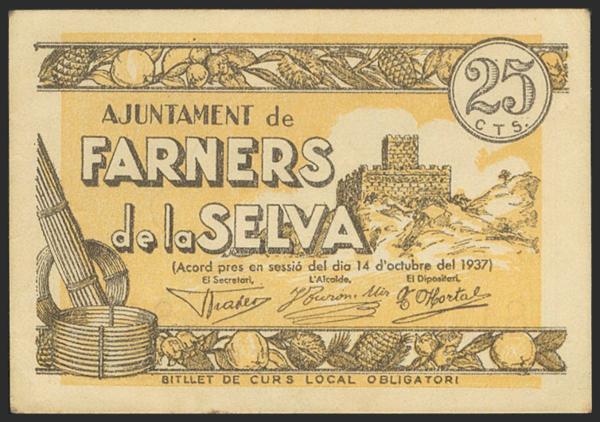 25
CTS.
AJUNTAMENT de
FARNERS
de la SELVA
(Acord pres en sessió del dia 14 d'octubre del 1937)
El Secretari, L'Alcalde, El Dipositari,
BITLLET DE CURS LOCAL OBLIGATORI